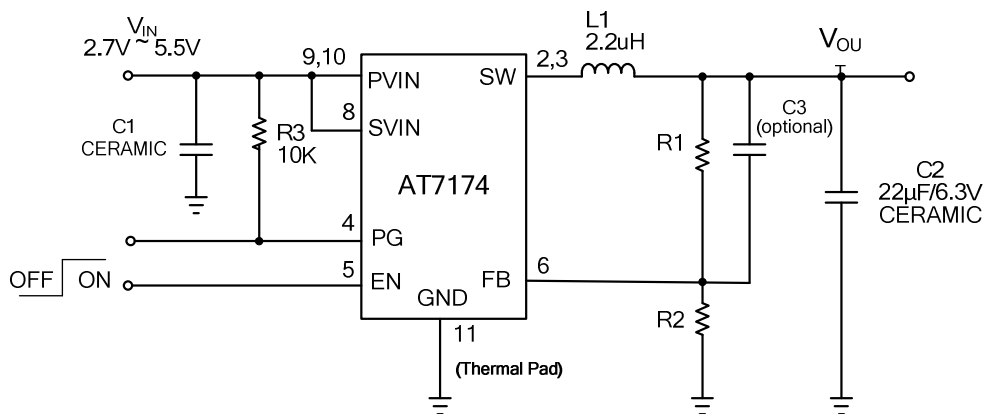 VIN
2.7V ~ 5.5V
9,10
PVIN
8
SVIN
C1
CERAMIC
R3
10K
AT7174
4
PG
OFF
ON
5
EN
GND
11
(Thermal Pad)
SW
2,3
L1
2.2uH
VOU
R1
C3
(optional)
C2
22µF/6.3V
CERAMIC
FB
6
R2